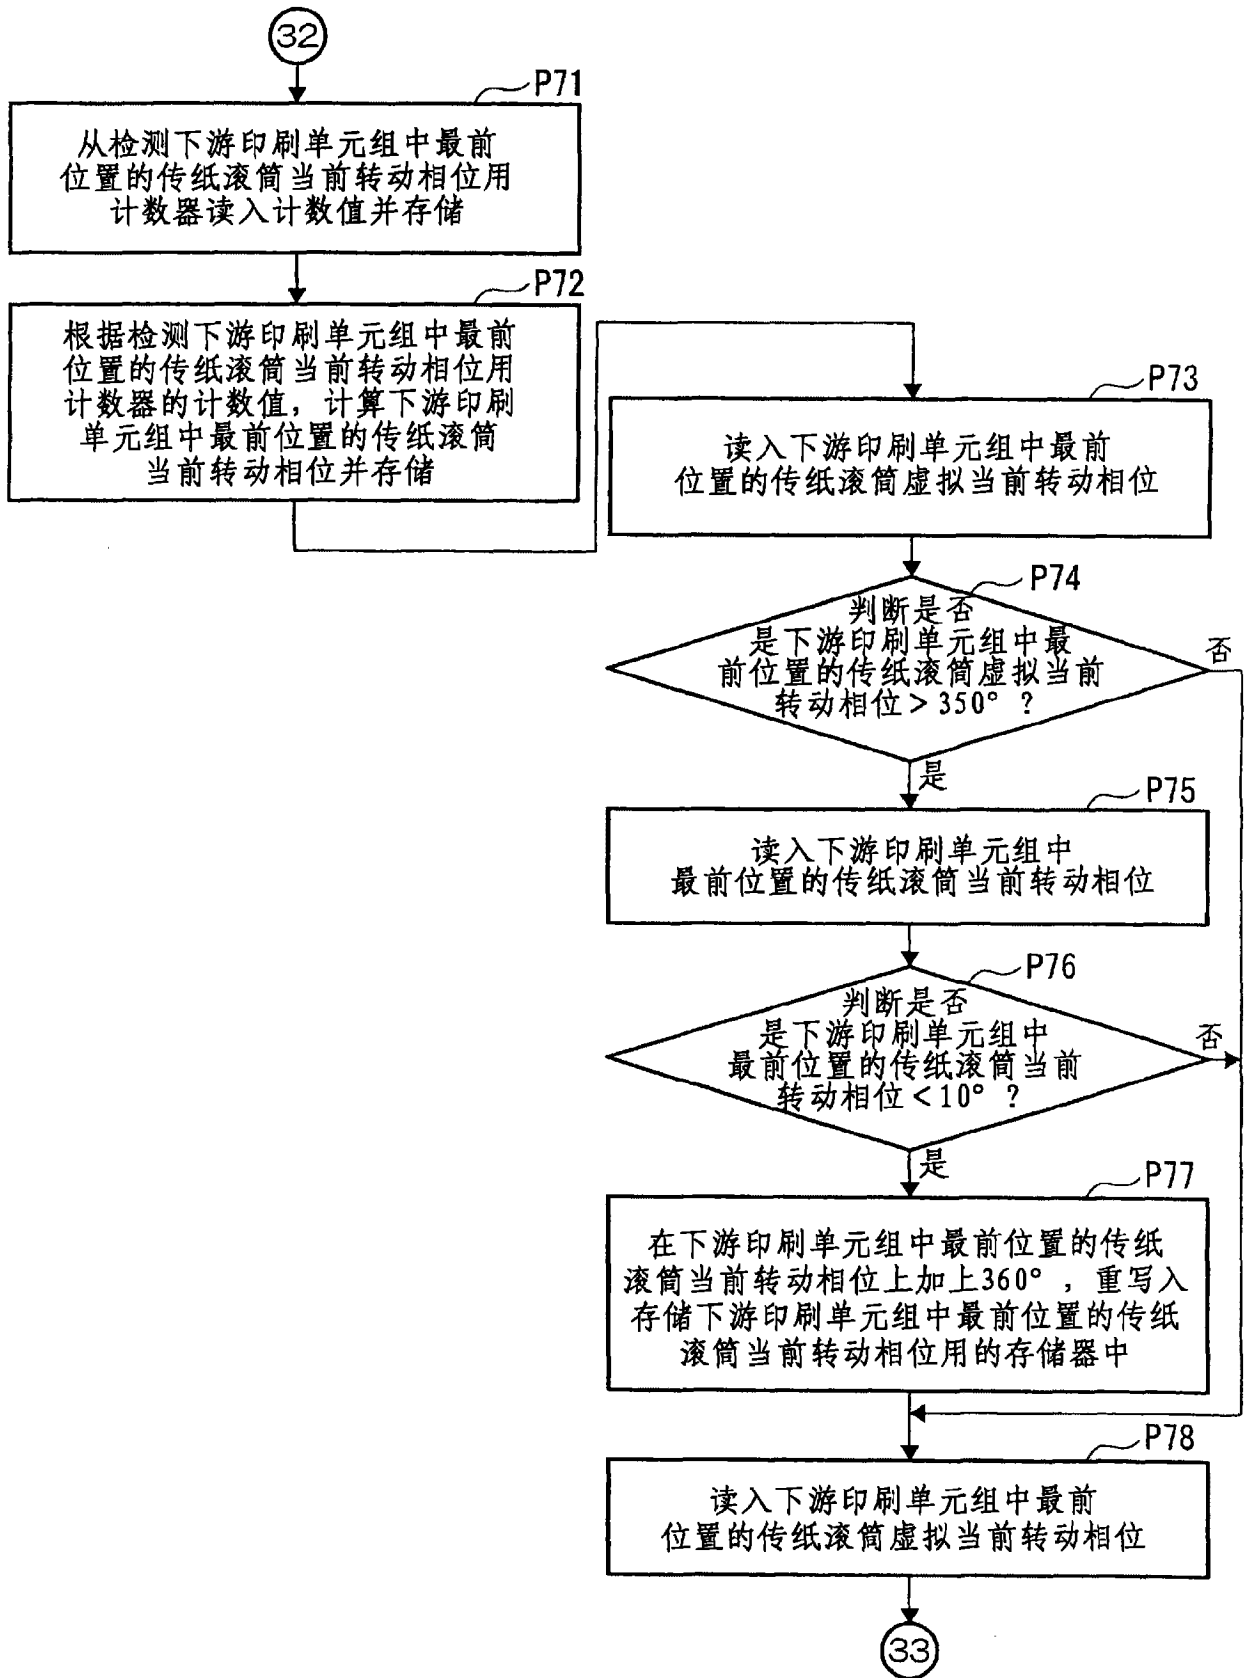 32
P71
从检测下游印刷单元组中最前
位置的传纸滚筒当前转动相位用
计数器读入计数值并存储
P72
根据检测下游印刷单元组中最前
位置的传纸滚筒当前转动相位用
计数器的计数值，计算下游印刷
单元组中最前位置的传纸滚筒
当前转动相位并存储
P73
读入下游印刷单元组中最前
位置的传纸滚筒虚拟当前转动相位
P74
判断是否
是下游印刷单元组中最
前位置的传纸滚筒虚拟当前
转动相位＞350°？
否
是
P75
读入下游印刷单元组中
最前位置的传纸滚筒当前转动相位
P76
判断是否
是下游印刷单元组中
最前位置的传纸滚筒当前
转动相位＜10°？
否
是
P77
在下游印刷单元组中最前位置的传纸
滚筒当前转动相位上加上360°，重写入
存储下游印刷单元组中最前位置的传纸
滚筒当前转动相位用的存储器中
P78
读入下游印刷单元组中最前
位置的传纸滚筒虚拟当前转动相位
33